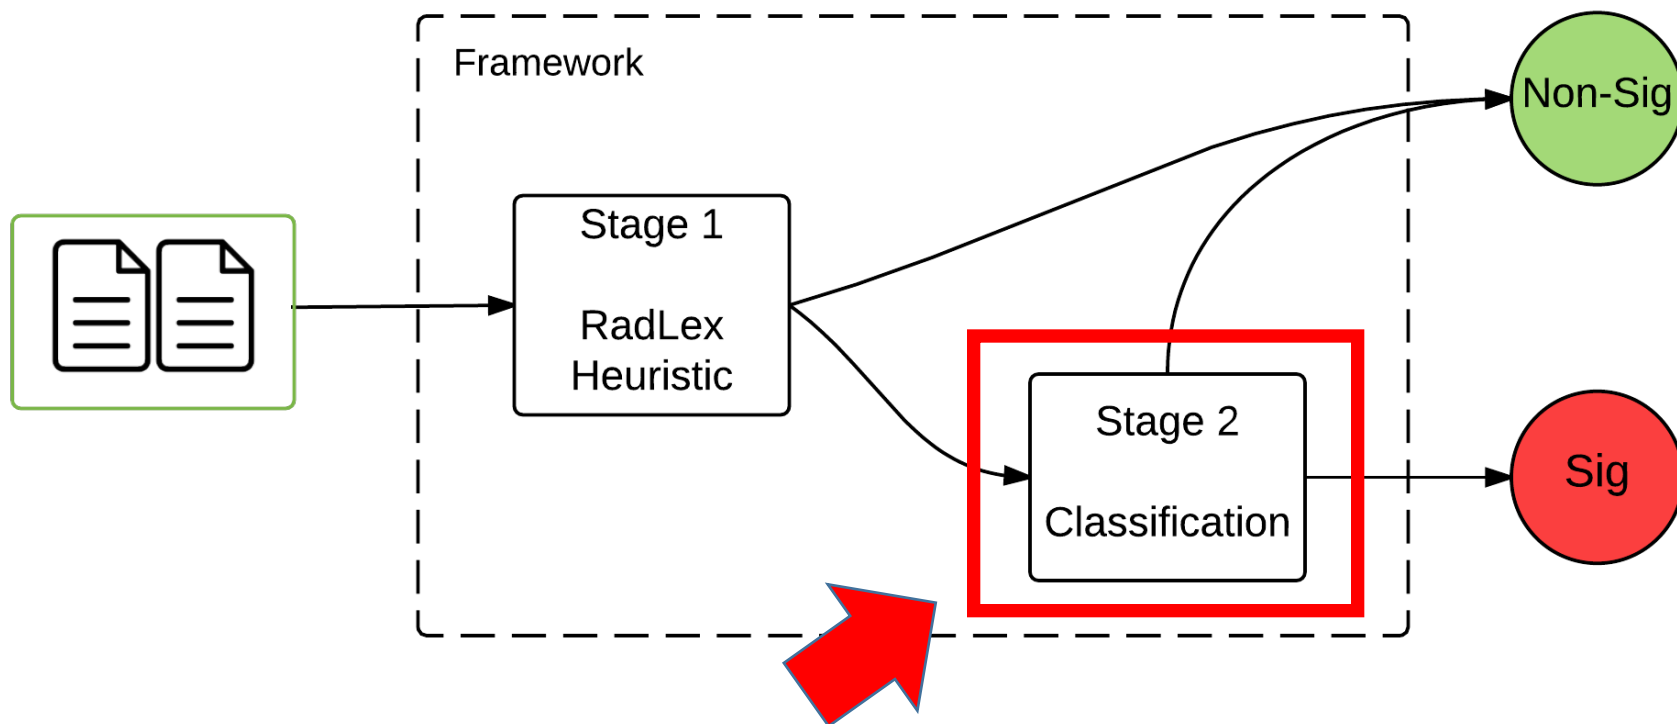 Framework
Non-Sig
Stage 1
RadLex
Heuristic
Stage 2
Classification
Sig